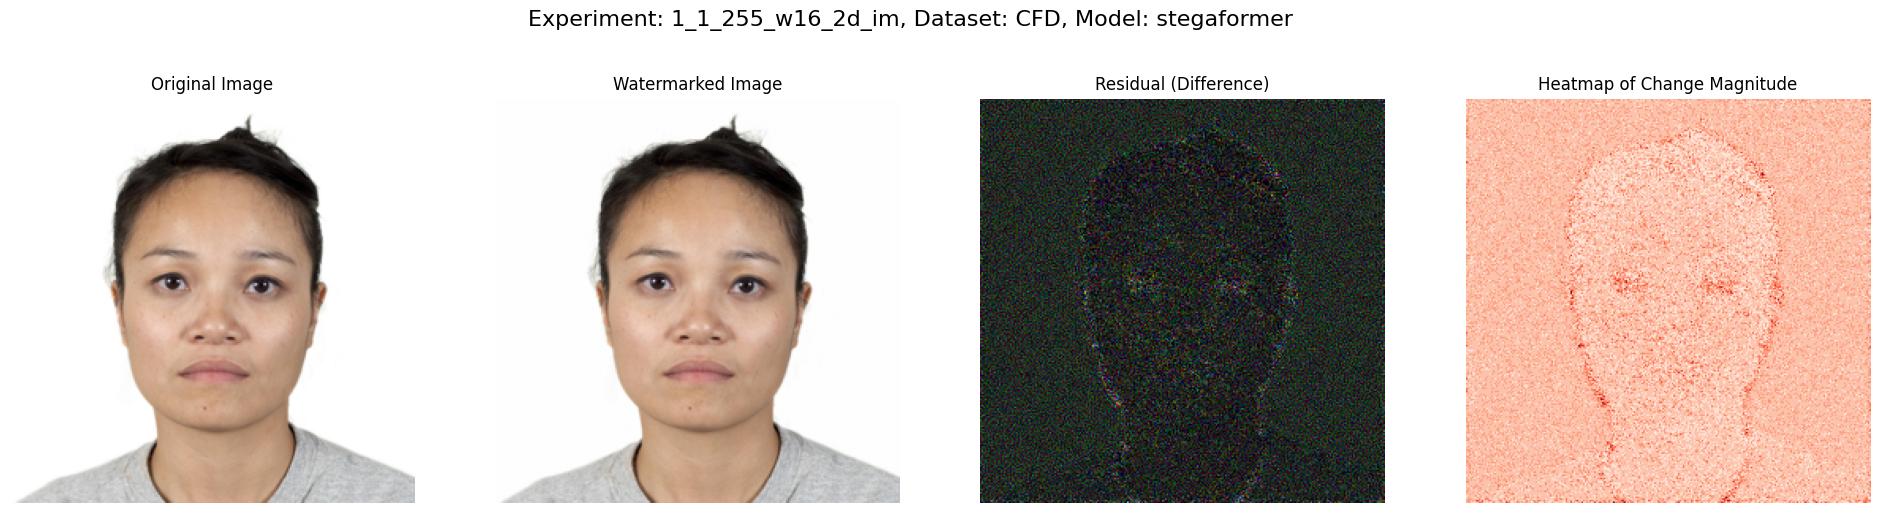 Experiment: 1_1_255_w16_2d_im, Dataset: CFD, Model: stegaformer
Original Image
Watermarked Image
Residual (Difference)
Heatmap of Change Magnitude